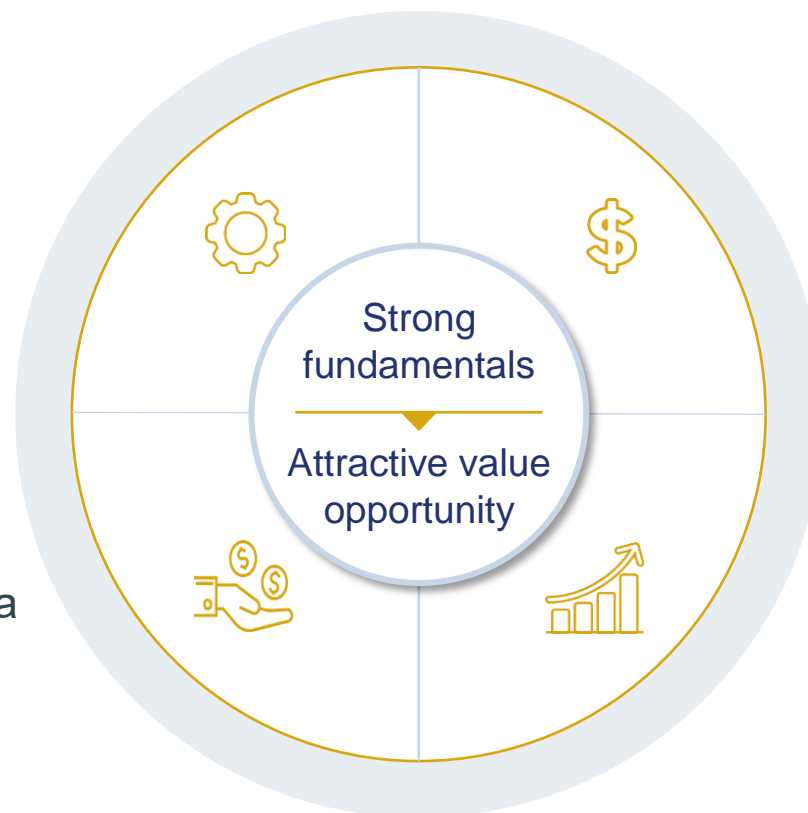 Strong
fundamentals
Attractive value
opportunity
a